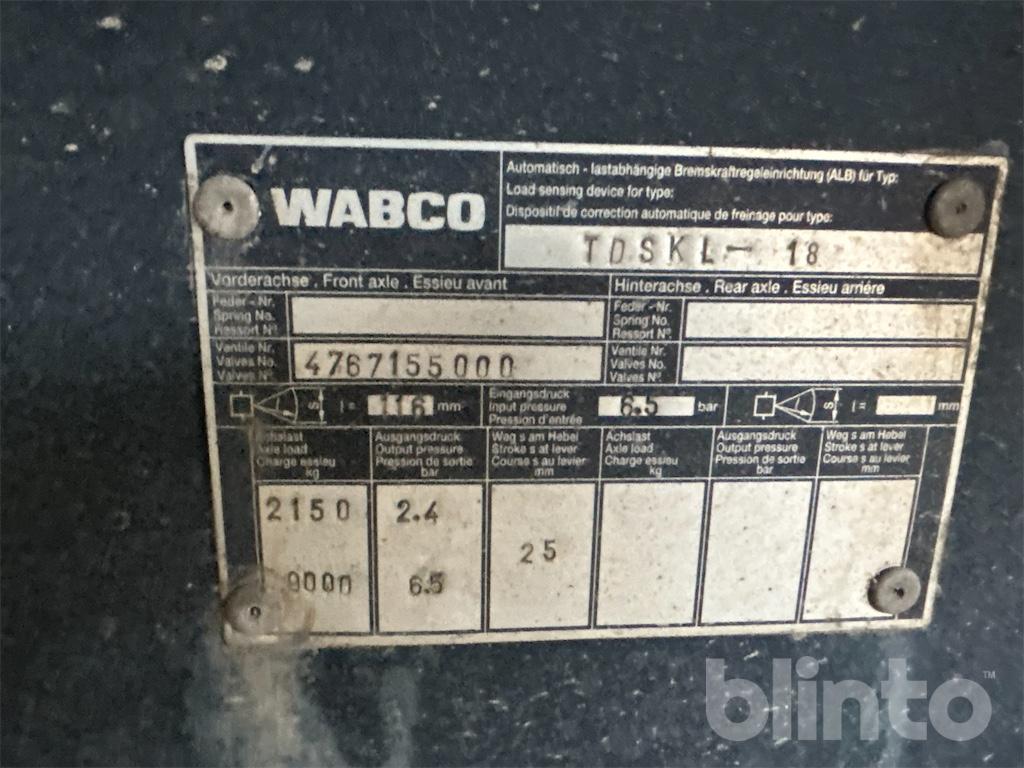 WABCO
Automatisch - lastabhängige Bremskraftregeleinrichtung (ALB) für Typ:
Load sensing device for type:
Dispositif de correction automatique de freinage pour type:
TDSKL- 18
Vorderachse . Front axle . Essieu avant
Hinterachse . Rear axle . Essieu arriére
Feder - Nr.
Spring No.
Ressort Nº.
Feder - Nr.
Spring No.
Ressort Nº.
Ventile Nr.
Valves No.
Valves Nº.
4767155000
Ventile Nr.
Valves No.
Valves Nº.
s l = 116 mm
Eingangsdruck
Input pressure
Pression d'entrée
6.5 bar
s l = mm
Achslast
Axle load
Charge essieu
kg
Ausgangsdruck
Output pressure
Pression de sortie
bar
Weg s am Hebel
Stroke s at lever
Course s au levier
mm
Achslast
Axle load
Charge essieu
kg
Ausgangsdruck
Output pressure
Pression de sortie
bar
Weg s am Hebel
Stroke s at lever
Course s au levier
mm
2150 2.4
25
9000 6.5
blinto™